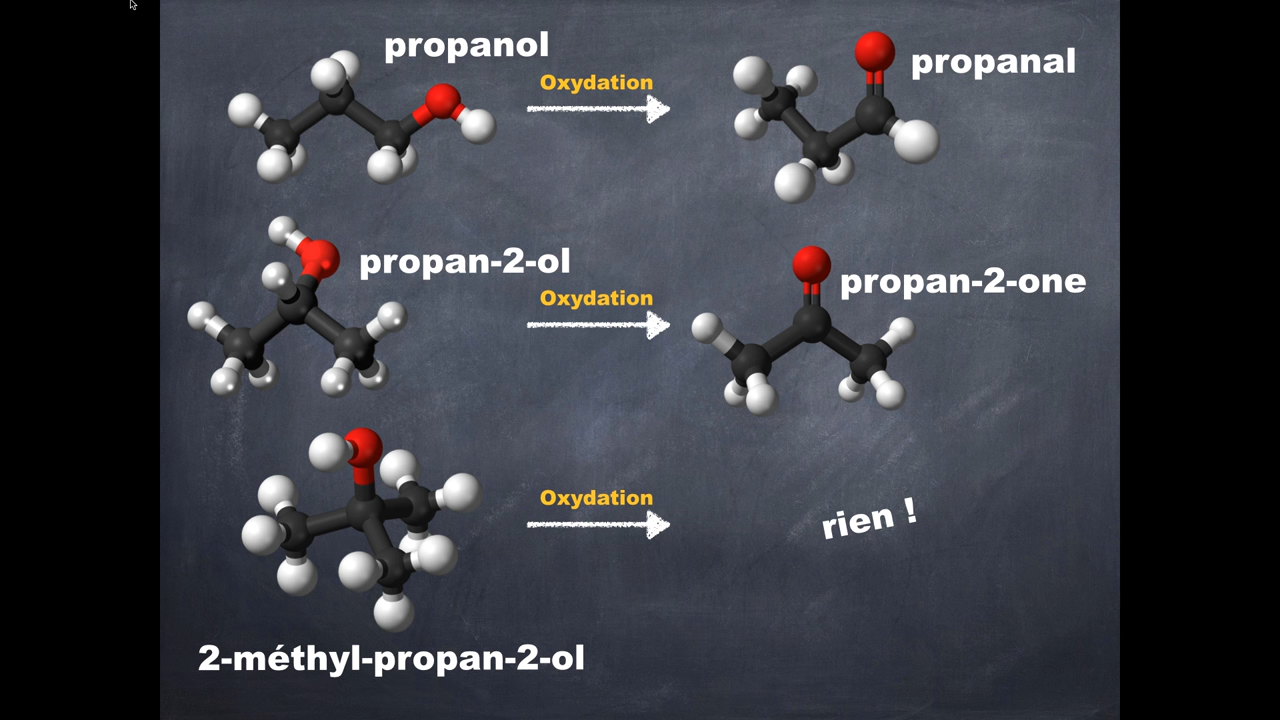 propanol
Oxydation
propanal
propan-2-ol
Oxydation
propan-2-one
Oxydation
rien !
2-méthyl-propan-2-ol